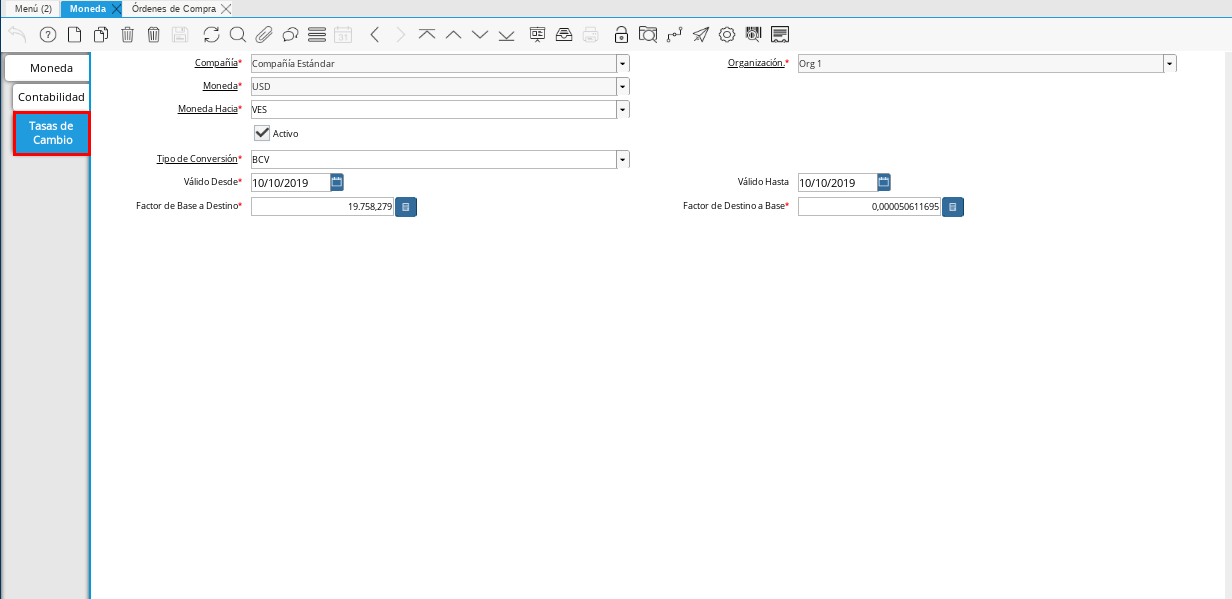 Menú (2) Moneda Órdenes de Compra
31
Moneda
Contabilidad
Tasas de
Cambio
Compañía* Compañía Estándar Organización.* Org 1
Moneda* USD
Moneda Hacia* VES
Activo
Tipo de Conversión* BCV
Válido Desde* 10/10/2019 Válido Hasta 10/10/2019
Factor de Base a Destino* 19.758,279 Factor de Destino a Base* 0,000050611695